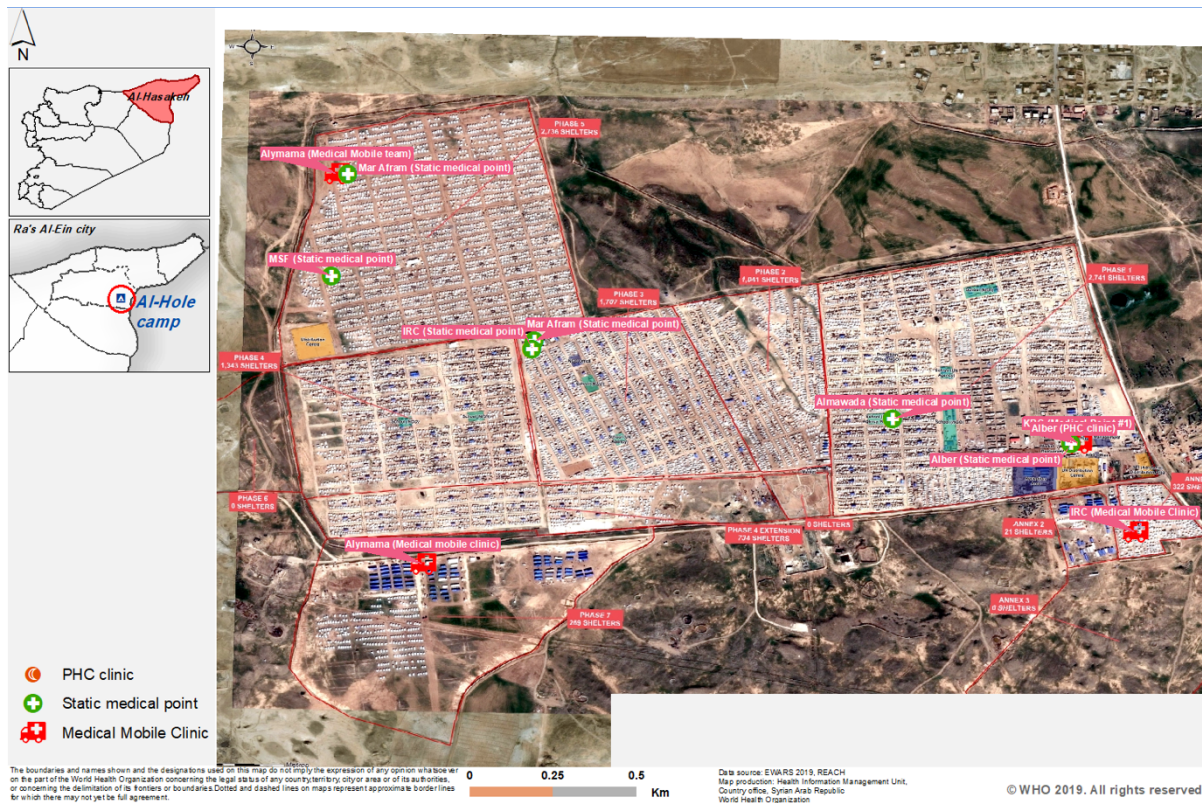 N
Al-Hasakeh
Ra's Al-Ein city
Al-Hole
camp
PHASE 5
2,736 SHELTERS
Alymama (Medical Mobile team)
Mar Afram (Static medical point)
MSF (Static medical point)
PHASE 2
PHASE 1
2,741 SHELTERS
PHASE 3
1,707 SHELTERS
IRC (Static medical point)
Mar Afram (Static medical point)
PHASE 4
1,343 SHELTERS
Almawada (Static medical point)
Alber (PHC clinic)
Alber (Static medical point)
PHASE 6
0 SHELTERS
322 SHELTERS
IRC (Medical Mobile Clinic)
ANNEX 2
21 SHELTERS
PHASE 4 EXTENSION
0 SHELTERS
Alymama (Medical mobile clinic)
ANNEX 3
0 SHELTERS
PHASE 7
PHC clinic
Static medical point
Medical Mobile Clinic
The boundaries and names shown and the designations used on this map do not imply the expression of any opinion whatsoever
on the part of the World Health Organization concerning the legal status of any country,territory, city or area or of its authorities,
or concerning the delimitation of its frontiers or boundaries.Dotted and dashed lines on maps represent approximate border lines
for which there may not yet be full agreement.
0 0.25 0.5
Km
Data source: EWARS 2019, REACH
Map production: Health Information Management Unit,
Country office, Syrian Arab Republic
World Health Organization
© WHO 2019. All rights reserved